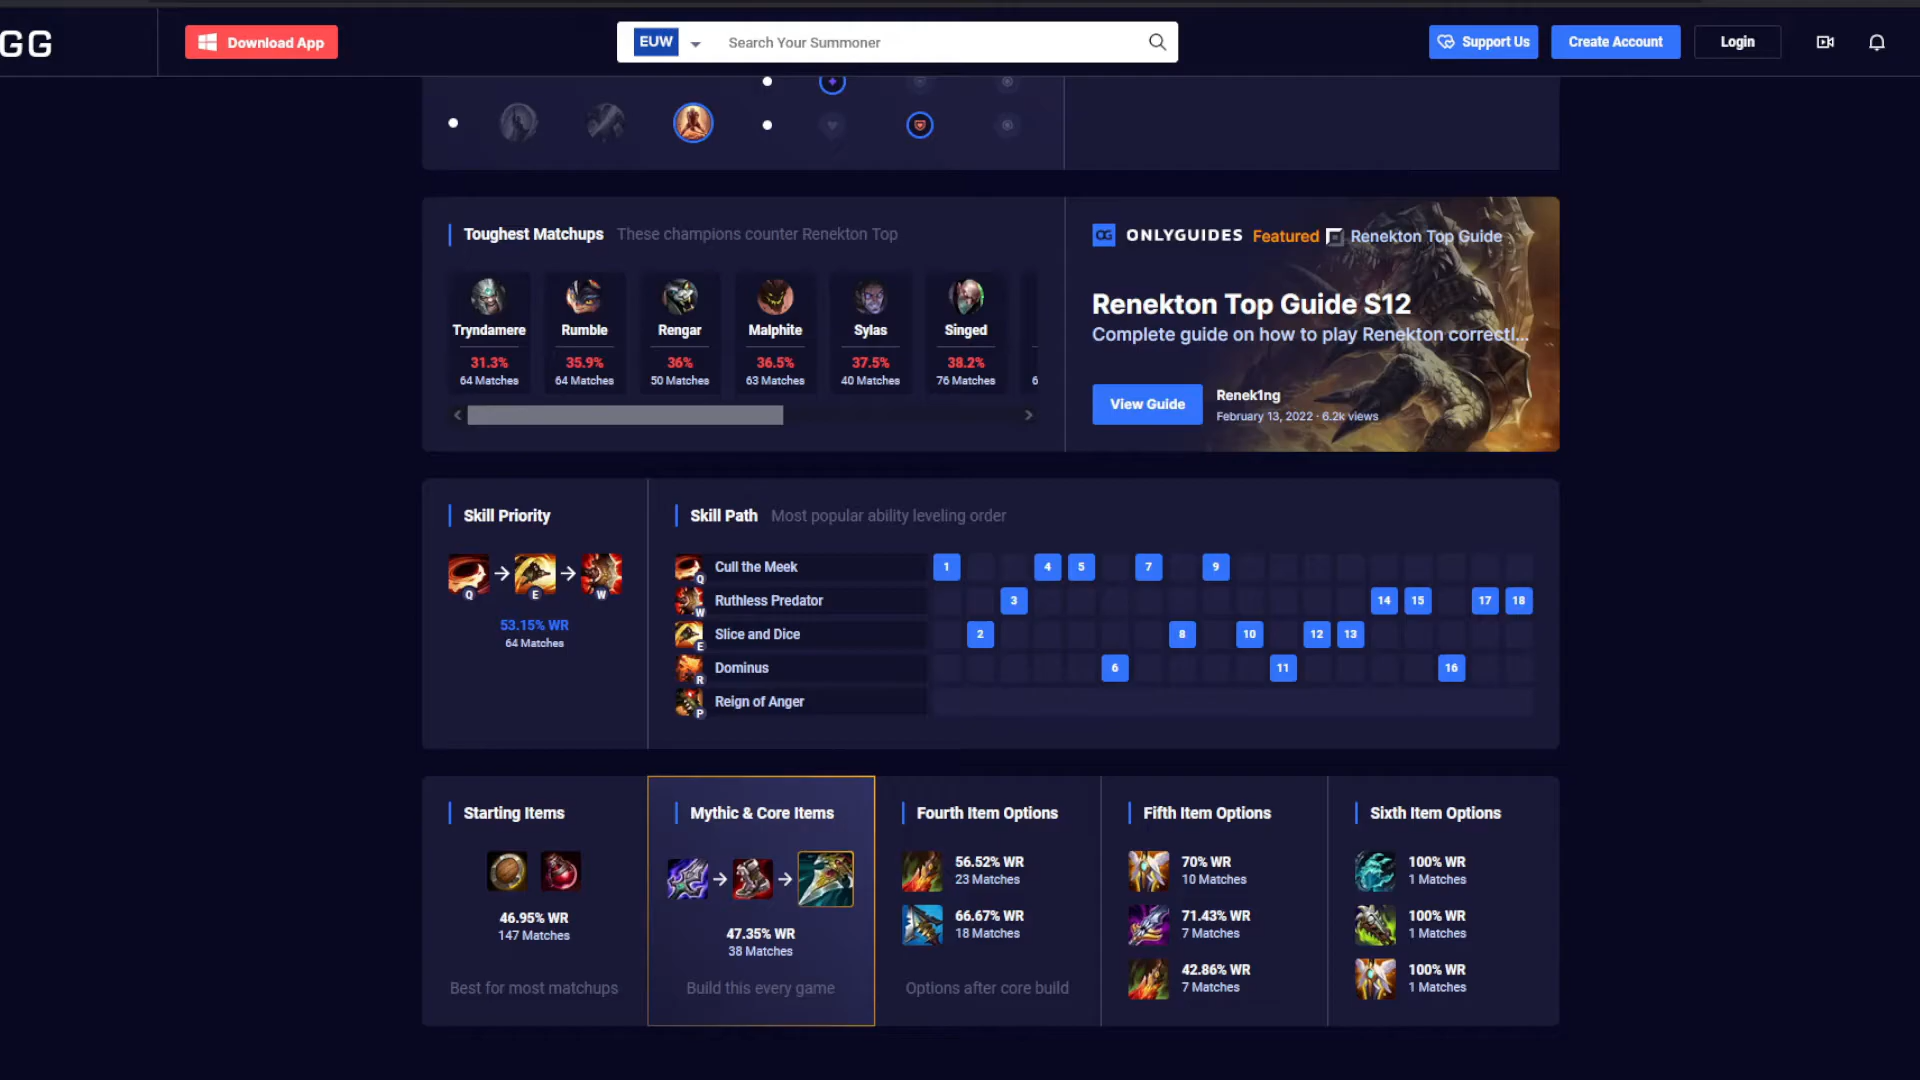 GG
Download App
EUW
Search Your Summoner
Support Us
Create Account
Login
Toughest Matchups These champions counter Renekton Top
Tryndamere
31.3%
64 Matches
Rumble
35.9%
64 Matches
Rengar
36%
50 Matches
Malphite
36.5%
63 Matches
Sylas
37.5%
40 Matches
Singed
38.2%
76 Matches
6
OG ONLYGUIDES Featured Renekton Top Guide
Renekton Top Guide S12
Complete guide on how to play Renekton correctl...
View Guide
Renek1ng
February 13, 2022 · 6.2k views
Skill Priority
Q E W
53.15% WR
64 Matches
Skill Path Most popular ability leveling order
Q Cull the Meek 1 4 5 7 9
W Ruthless Predator 3 14 15 17 18
E Slice and Dice 2 8 10 12 13
R Dominus 6 11 16
P Reign of Anger
Starting Items
46.95% WR
147 Matches
Best for most matchups
Mythic & Core Items
47.35% WR
38 Matches
Build this every game
Fourth Item Options
56.52% WR
23 Matches
66.67% WR
18 Matches
Options after core build
Fifth Item Options
70% WR
10 Matches
71.43% WR
7 Matches
42.86% WR
7 Matches
Sixth Item Options
100% WR
1 Matches
100% WR
1 Matches
100% WR
1 Matches